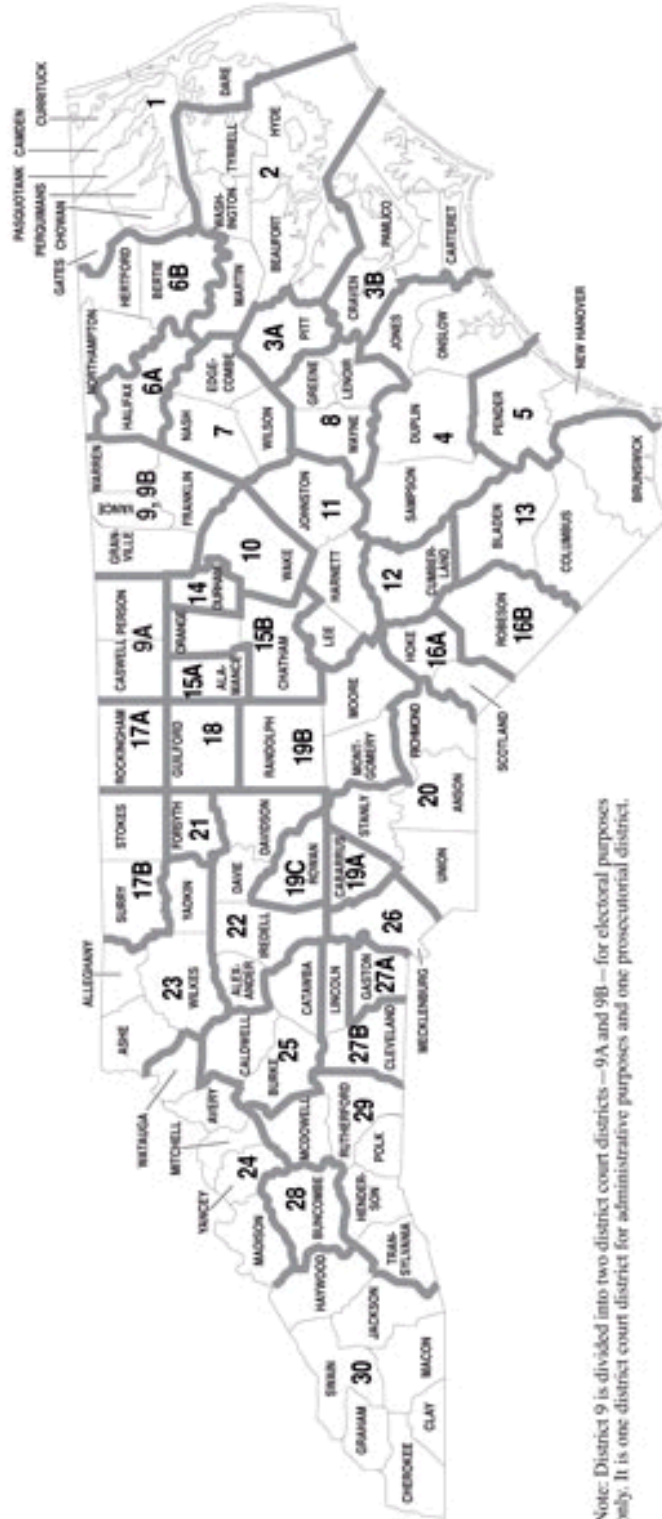 ALLEGHANY
ASHE
WATAUGA
MITCHELL
YANCEY
AVERY
24
MADISON
23
WILKES
SURRY
17B
STOKES
YADKIN
FORSYTH
21
ROCKINGHAM
17A
GUILFORD
18
CASWELL
PERSON
9A
ORANGE
14
DURHAM
15A
ALA-
MANCE
15B
CHATHAM
GRAN-
VILLE
VANCE
WARREN
9, 9B
FRANKLIN
NORTHAMPTON
HALIFAX
6A
GATES
CHOWAN
PERQUIMANS
PASQUOTANK
CAMDEN
CURRITUCK
1
HERTFORD
BERTIE
6B
DARE
TYRRELL
WASH-
INGTON
HYDE
2
BEAUFORT
MARTIN
3A
PITT
EDGE-
COMBE
NASH
7
WILSON
10
WAKE
JOHNSTON
11
HARNETT
LEE
GREENE
LENOIR
8
WAYNE
CRAVEN
3B
PAMLICO
CARTERET
JONES
ONSLOW
DUPLIN
4
SAMPSON
PENDER
5
NEW HANOVER
12
CUMBER-
LAND
BLADEN
13
COLUMBUS
BRUNSWICK
ROBESON
16B
HOKE
16A
SCOTLAND
MOORE
MONT-
GOMERY
RICHMOND
RANDOLPH
19B
STANLY
20
ANSON
UNION
DAVIDSON
DAVIE
22
IREDELL
ALEX-
ANDER
19C
ROWAN
CABARRUS
19A
26
MECKLENBURG
CATAWBA
LINCOLN
GASTON
27A
27B
CLEVELAND
CALDWELL
BURKE
25
MCDOWELL
RUTHERFORD
29
POLK
28
BUNCOMBE
HENDER-
SON
TRAN-
SYLVANIA
HAYWOOD
JACKSON
SWAIN
30
GRAHAM
MACON
CHEROKEE
CLAY
Note: District 9 is divided into two district court districts—9A and 9B—for electoral purposes
only. It is one district court district for administrative purposes and one prosecutorial district.